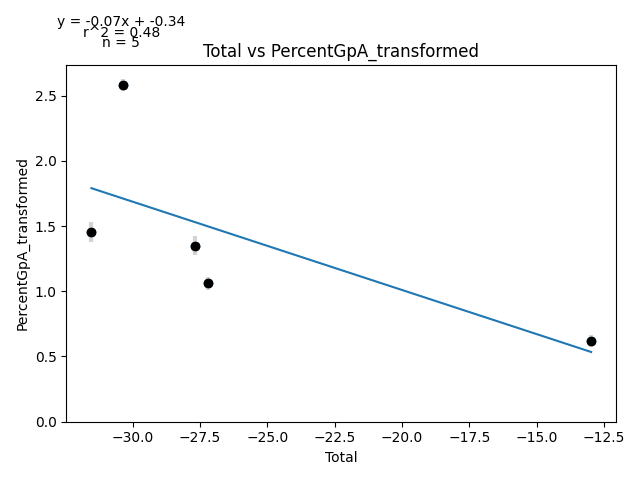 y = -0.07x + -0.34
r^2 = 0.48
n = 5
Total vs PercentGpA_transformed
2.5
2.0
1.5
1.0
0.5
0.0
PercentGpA_transformed
−30.0 −27.5 −25.0 −22.5 −20.0 −17.5 −15.0 −12.5
Total